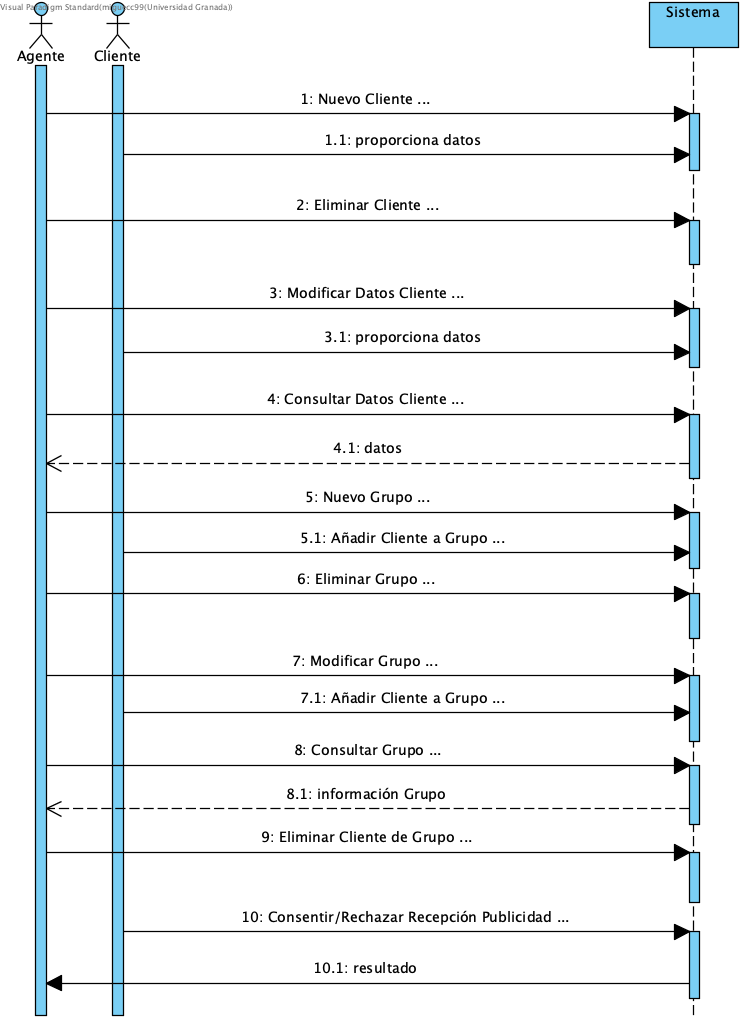 Visual Paradigm Standard(miguecc99(Universidad Granada))
Sistema
Agente
Cliente
1: Nuevo Cliente ...
1.1: proporciona datos
2: Eliminar Cliente ...
3: Modificar Datos Cliente ...
3.1: proporciona datos
4: Consultar Datos Cliente ...
4.1: datos
5: Nuevo Grupo ...
5.1: Añadir Cliente a Grupo ...
6: Eliminar Grupo ...
7: Modificar Grupo ...
7.1: Añadir Cliente a Grupo ...
8: Consultar Grupo ...
8.1: información Grupo
9: Eliminar Cliente de Grupo ...
10: Consentir/Rechazar Recepción Publicidad ...
10.1: resultado